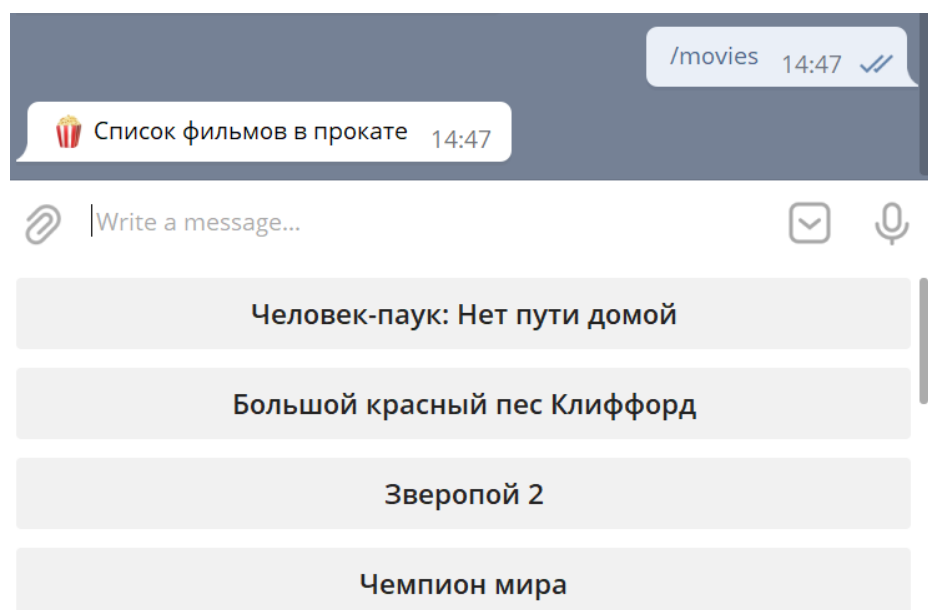 /movies 14:47
🍿 Список фильмов в прокате 14:47
Write a message...
Человек-паук: Нет пути домой
Большой красный пес Клиффорд
Зверопой 2
Чемпион мира